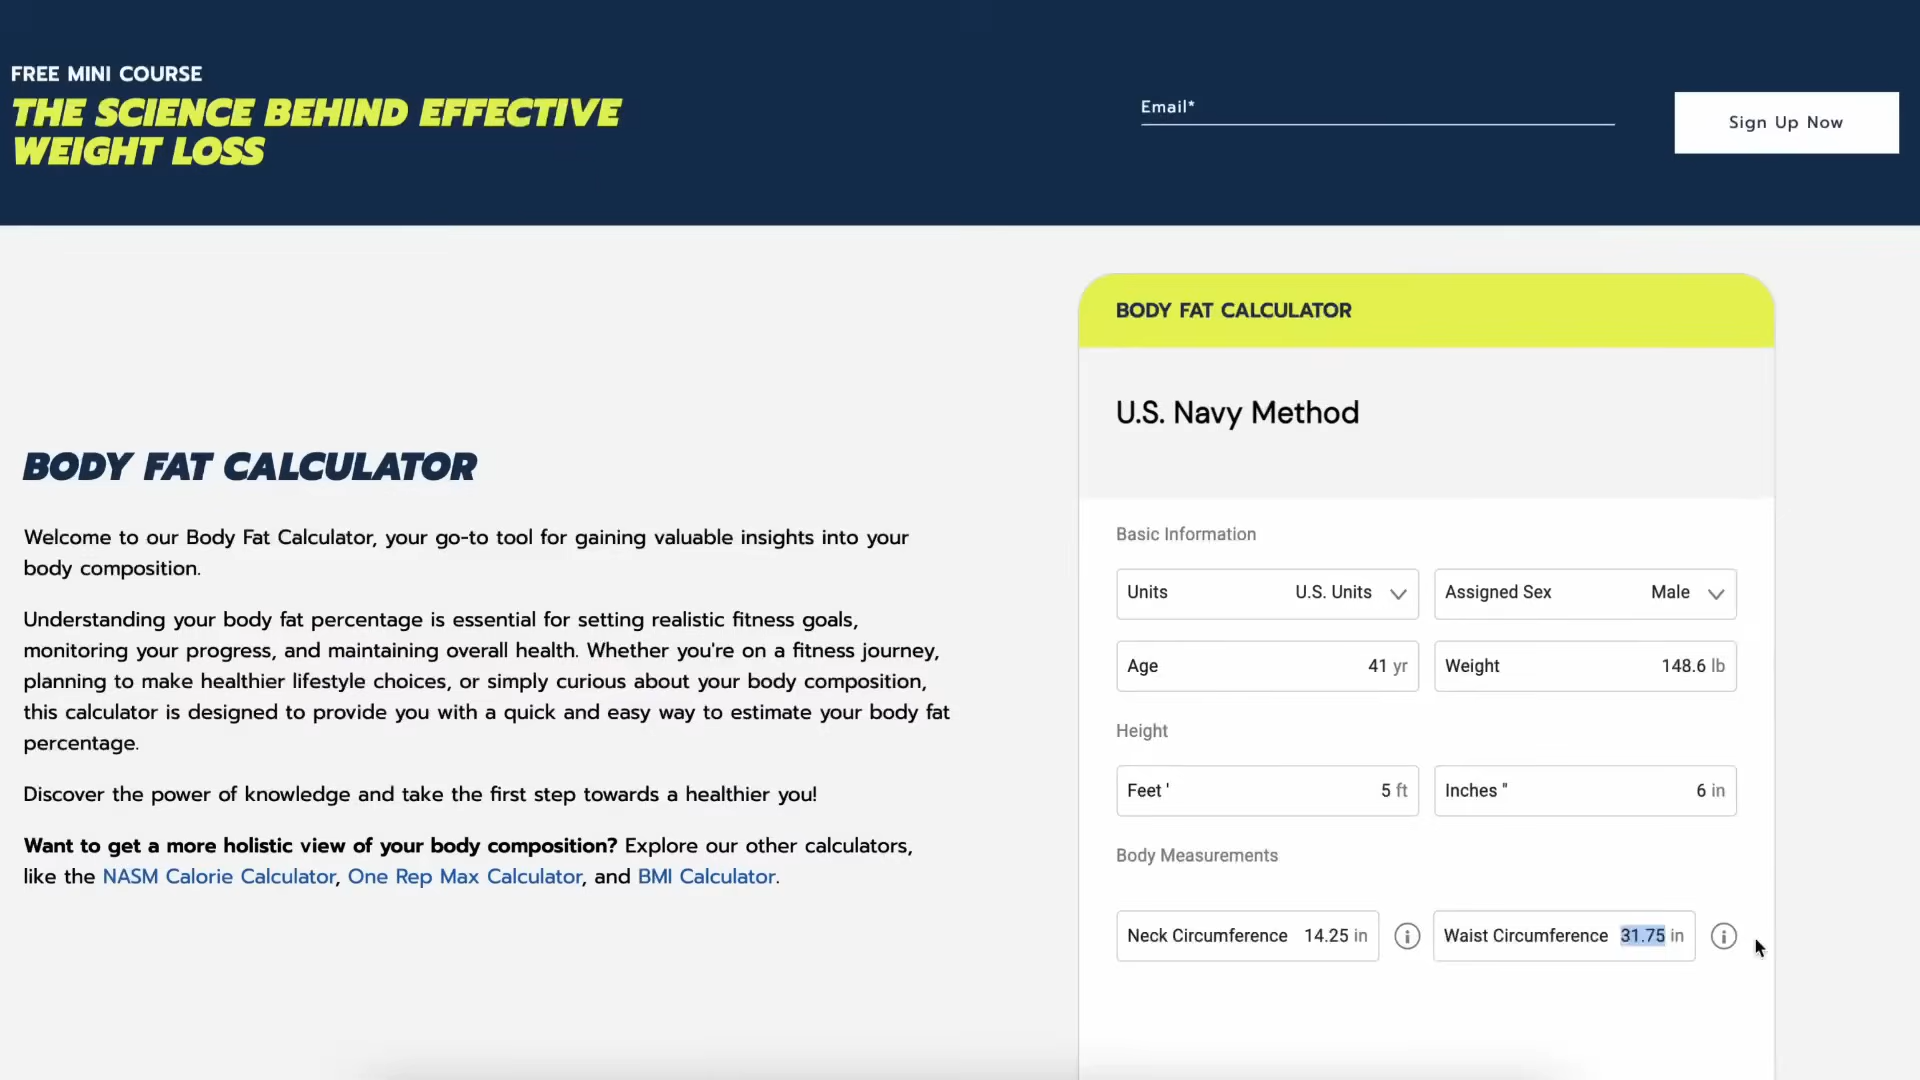 FREE MINI COURSE
THE SCIENCE BEHIND EFFECTIVE
WEIGHT LOSS
Email*
Sign Up Now
BODY FAT CALCULATOR
Welcome to our Body Fat Calculator, your go-to tool for gaining valuable insights into your
body composition.
Understanding your body fat percentage is essential for setting realistic fitness goals,
monitoring your progress, and maintaining overall health. Whether you're on a fitness journey,
planning to make healthier lifestyle choices, or simply curious about your body composition,
this calculator is designed to provide you with a quick and easy way to estimate your body fat
percentage.
Discover the power of knowledge and take the first step towards a healthier you!
Want to get a more holistic view of your body composition? Explore our other calculators,
like the NASM Calorie Calculator, One Rep Max Calculator, and BMI Calculator.
BODY FAT CALCULATOR
U.S. Navy Method
Basic Information
Units U.S. Units Assigned Sex Male
Age 41 yr Weight 148.6 lb
Height
Feet ' 5 ft Inches " 6 in
Body Measurements
Neck Circumference 14.25 in Waist Circumference 31.75 in